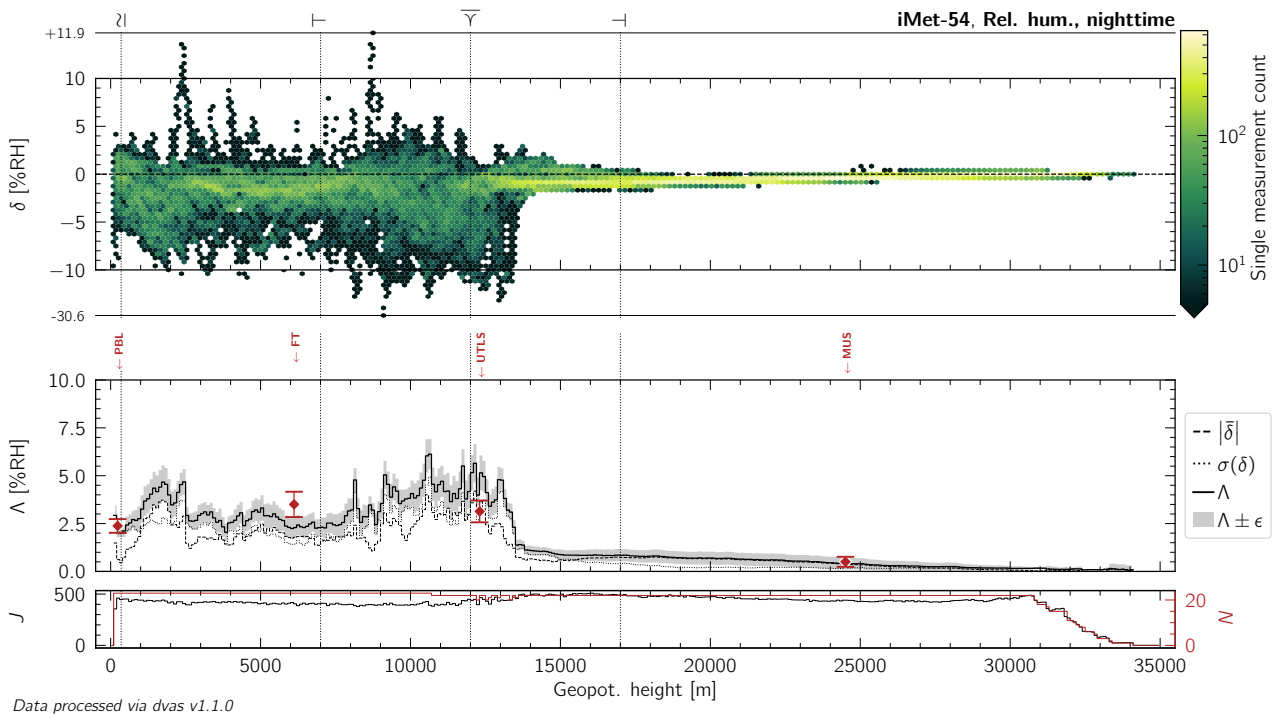 iMet-54, Rel. hum., nighttime
+11.9
10
5
0
−5
−10
-30.6
δ [%RH]
10²
10¹
Single measurement count
PBL
FT
UTLS
MUS
10.0
7.5
5.0
2.5
0.0
Λ [%RH]
|δ̄|
σ(δ)
Λ
Λ ± ϵ
500
0
J
20
0
N
0 5000 10000 15000 20000 25000 30000 35000
Geopot. height [m]
Data processed via dvas v1.1.0